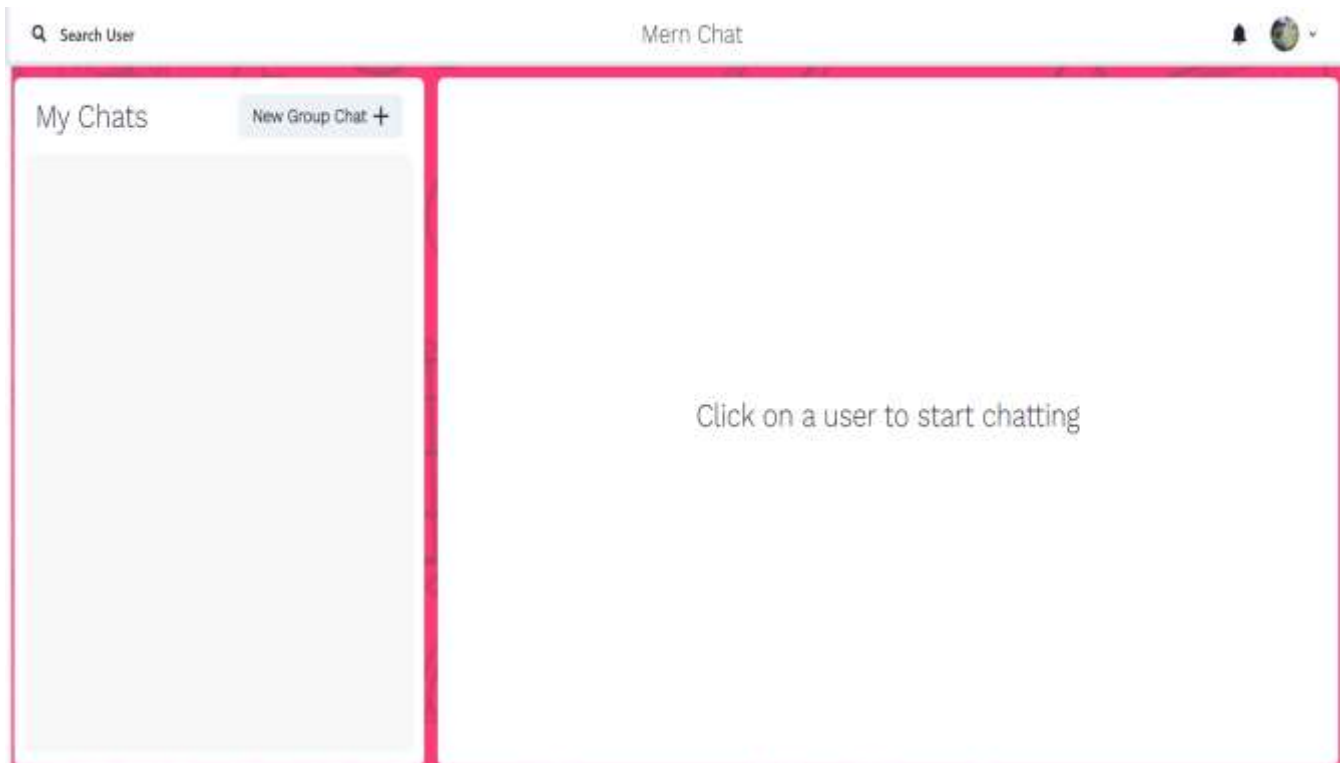 Search User
Mern Chat
My Chats
New Group Chat +
Click on a user to start chatting